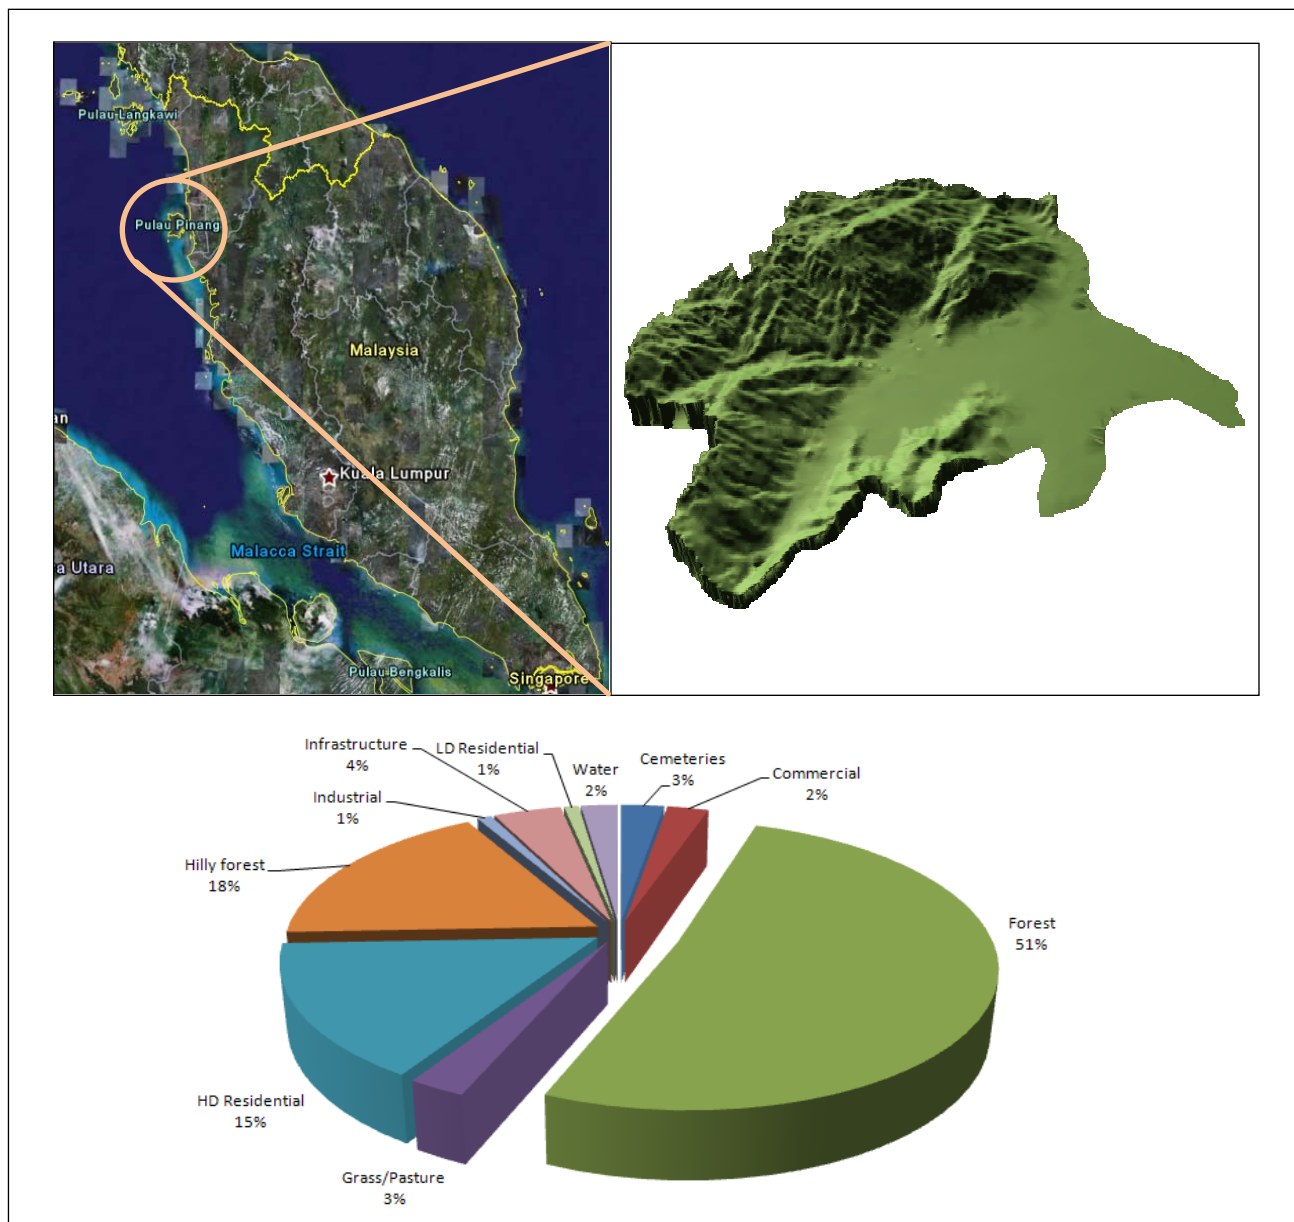 Pulau Langkawi
Pulau Pinang
Malaysia
an
Kuala Lumpur
Malacca Strait
a Utara
Pulau Bengkalis
Singapore
Infrastructure
4%
LD Residential
1%
Water
2%
Cemeteries
3%
Commercial
2%
Industrial
1%
Hilly forest
18%
Forest
51%
HD Residential
15%
Grass/Pasture
3%